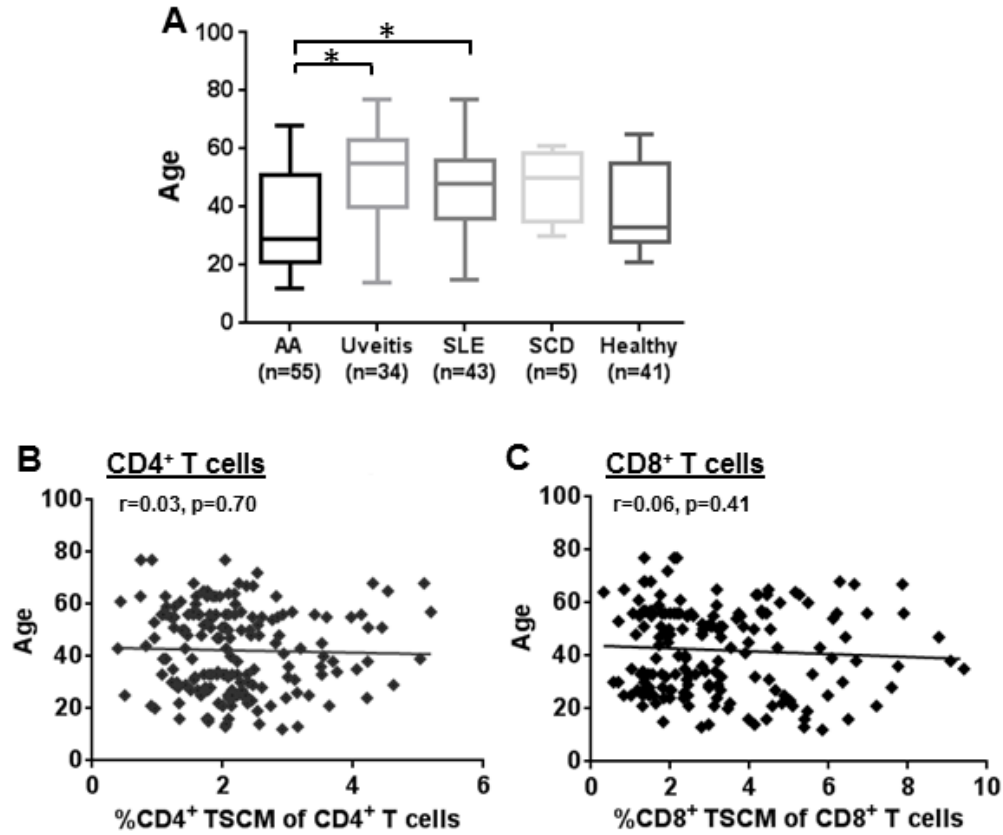 A
100
80
60
40
20
0
Age
*
*
AA Uveitis SLE SCD Healthy
(n=55) (n=34) (n=43) (n=5) (n=41)
B
CD4⁺ T cells
r=0.03, p=0.70
100
80
60
40
20
0
Age
0 2 4 6
%CD4⁺ TSCM of CD4⁺ T cells
C
CD8⁺ T cells
r=0.06, p=0.41
100
80
60
40
20
0
Age
0 2 4 6 8 10
%CD8⁺ TSCM of CD8⁺ T cells